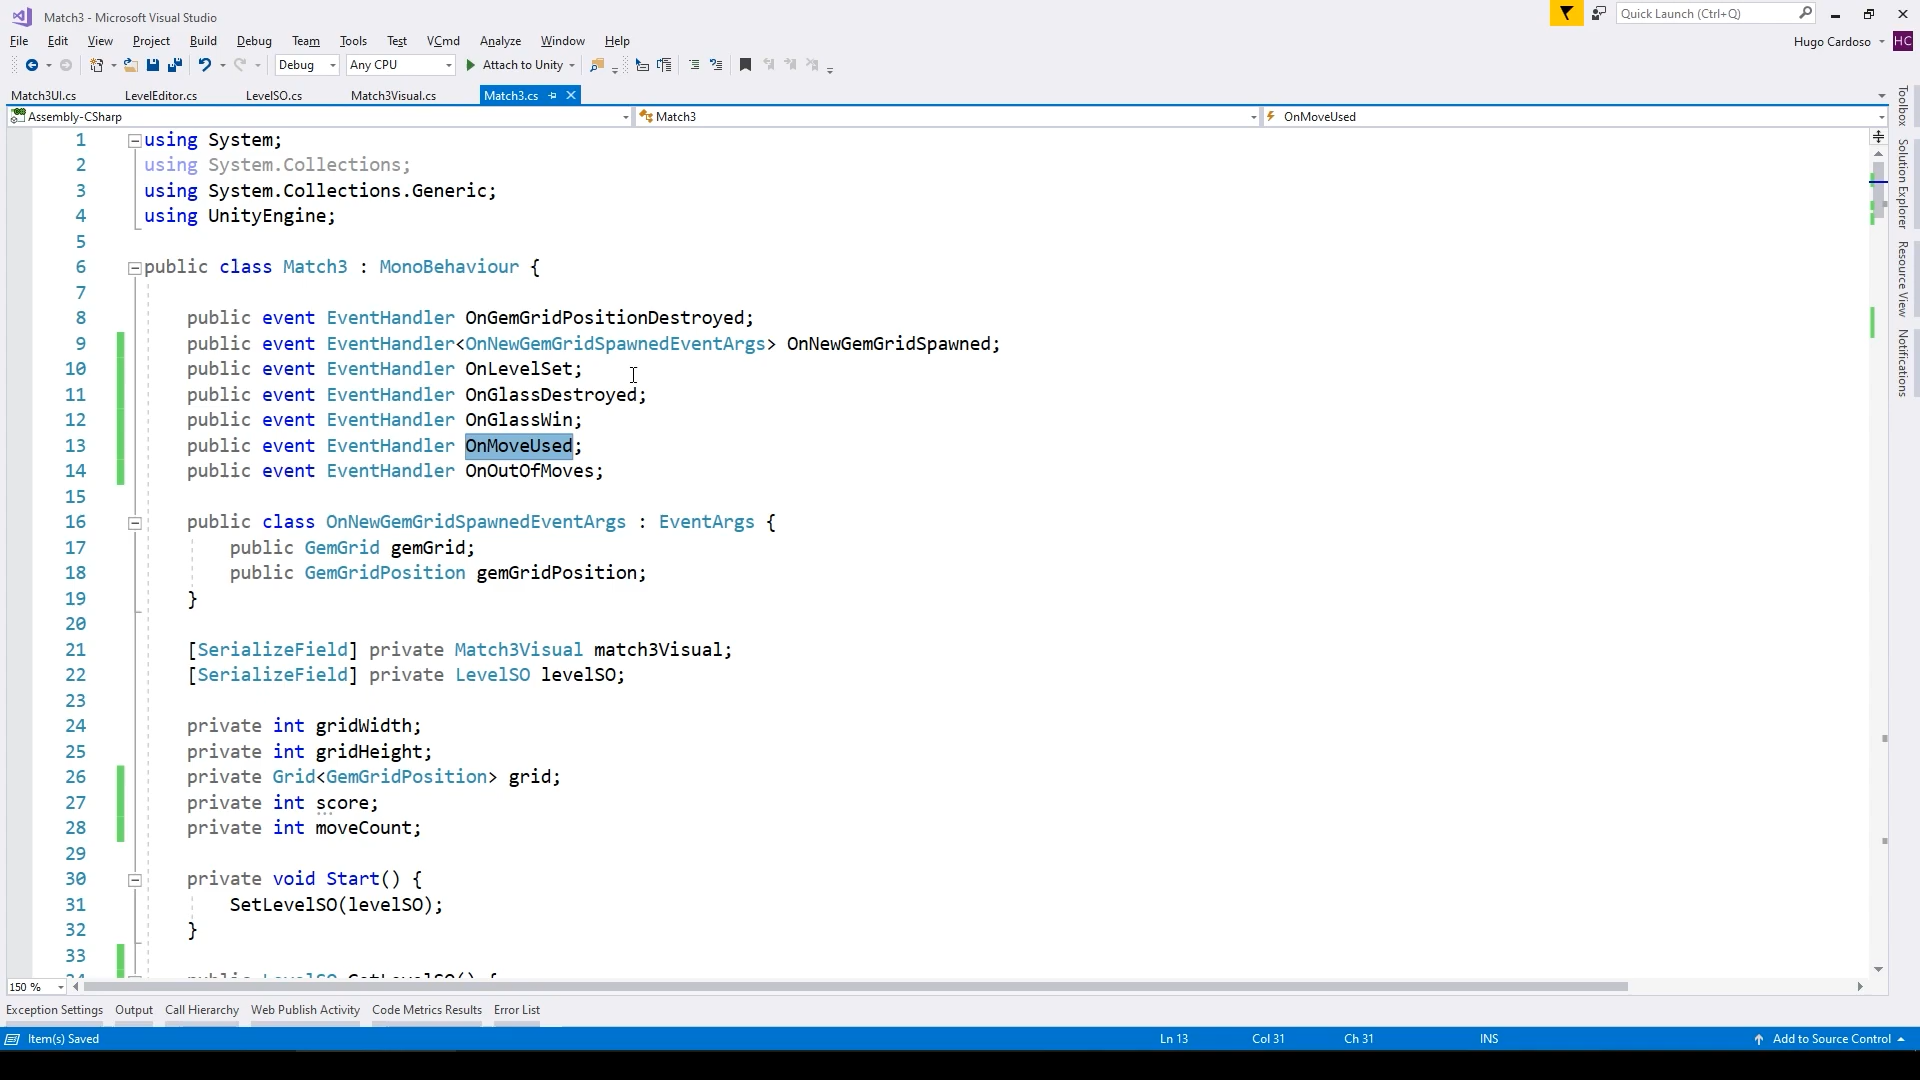 Match3 - Microsoft Visual Studio
Quick Launch (Ctrl+Q)
File Edit View Project Build Debug Team Tools Test VCmd Analyze Window Help
Hugo Cardoso HC
Debug Any CPU Attach to Unity
Match3UI.cs LevelEditor.cs LevelSO.cs Match3Visual.cs Match3.cs
Assembly-CSharp Match3 OnMoveUsed
1 using System;
2 using System.Collections;
3 using System.Collections.Generic;
4 using UnityEngine;
5
6 public class Match3 : MonoBehaviour {
7
8 public event EventHandler OnGemGridPositionDestroyed;
9 public event EventHandler<OnNewGemGridSpawnedEventArgs> OnNewGemGridSpawned;
10 public event EventHandler OnLevelSet;
11 public event EventHandler OnGlassDestroyed;
12 public event EventHandler OnGlassWin;
13 public event EventHandler OnMoveUsed;
14 public event EventHandler OnOutOfMoves;
15
16 public class OnNewGemGridSpawnedEventArgs : EventArgs {
17 public GemGrid gemGrid;
18 public GemGridPosition gemGridPosition;
19 }
20
21 [SerializeField] private Match3Visual match3Visual;
22 [SerializeField] private LevelSO levelSO;
23
24 private int gridWidth;
25 private int gridHeight;
26 private Grid<GemGridPosition> grid;
27 private int score;
28 private int moveCount;
29
30 private void Start() {
31 SetLevelSO(levelSO);
32 }
33
34 public LevelSO GetLevelSO() {
Toolbox
Solution Explorer
Resource View
Notifications
150 %
Exception Settings Output Call Hierarchy Web Publish Activity Code Metrics Results Error List
Item(s) Saved Ln 13 Col 31 Ch 31 INS Add to Source Control